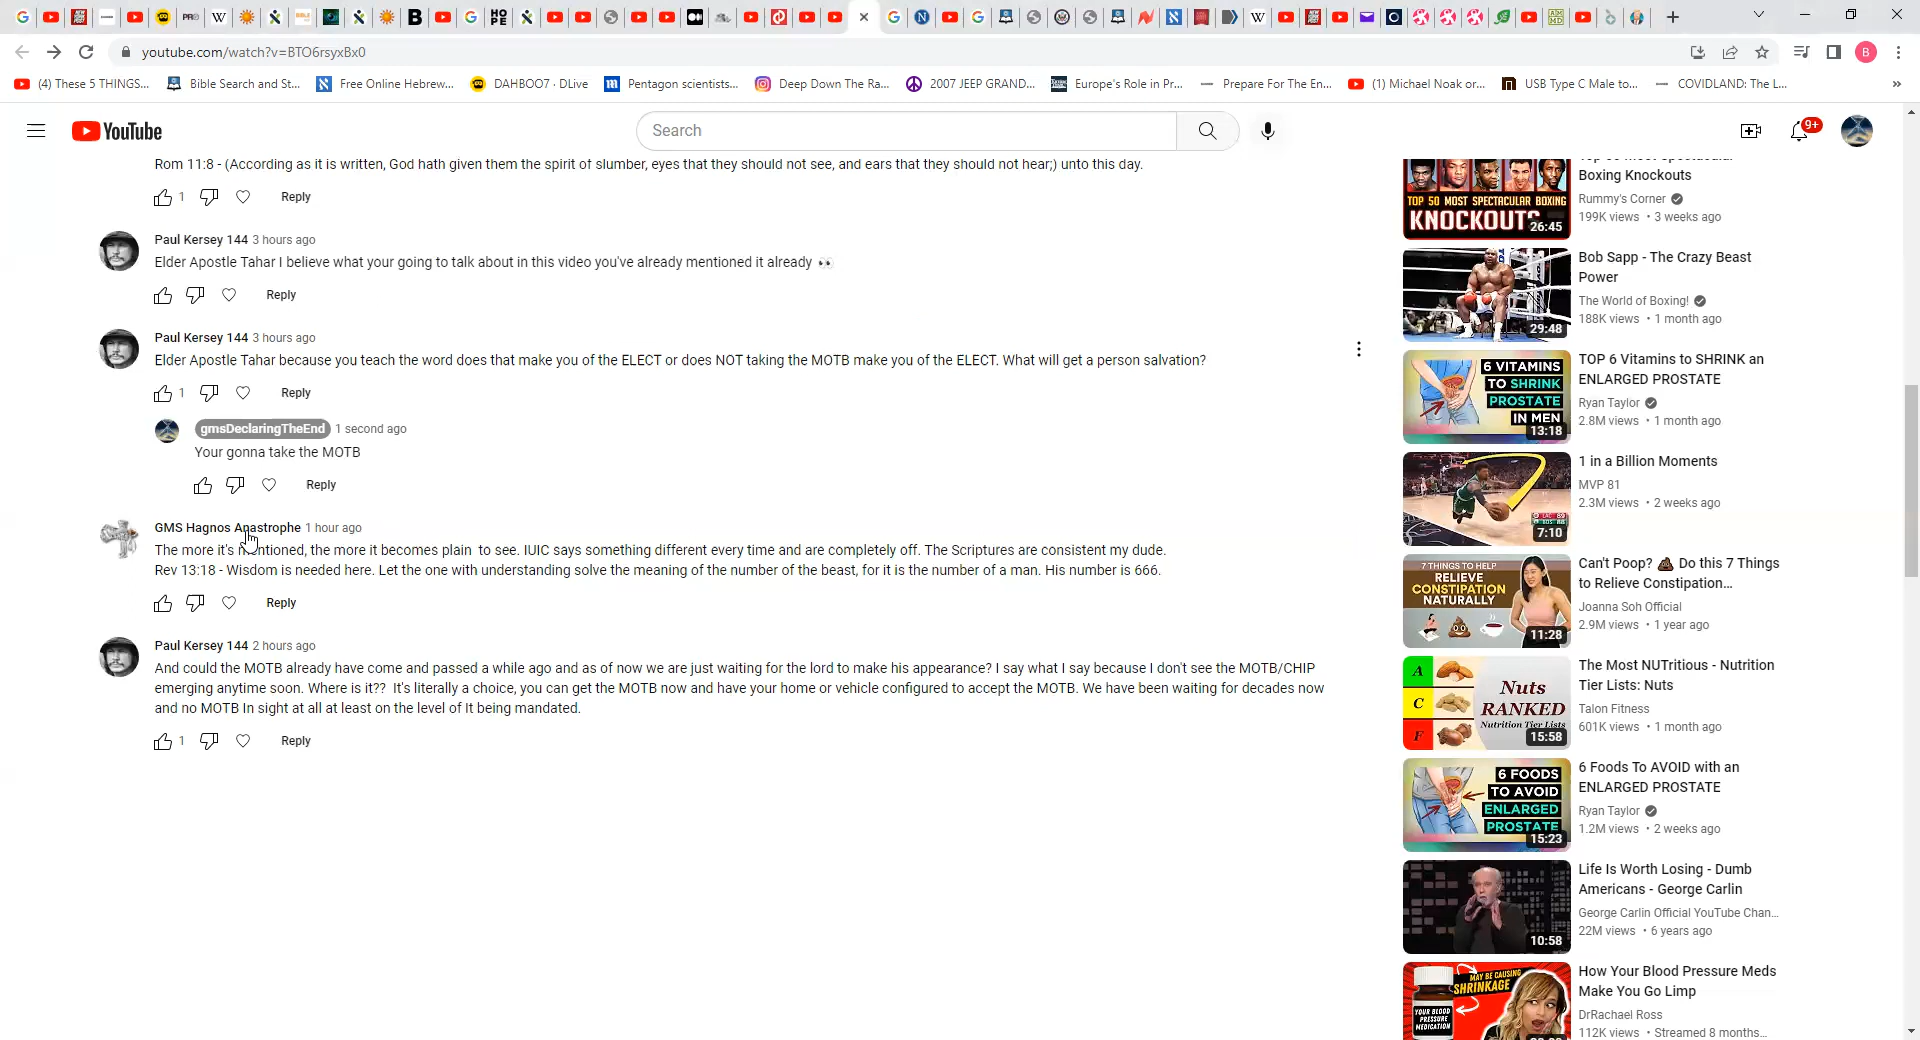 PRO
W
B
HOPE
W
youtube.com/watch?v=BTO6rsyxBx0
B
(4) These 5 THINGS...
Bible Search and St...
Free Online Hebrew...
DAHBOO7 · DLive
Pentagon scientists...
Deep Down The Ra...
2007 JEEP GRAND...
Europe's Role in Pr...
Prepare For The En...
(1) Michael Noak or...
USB Type C Male to...
COVIDLAND: The L...
»
YouTube
Search
9+
Rom 11:8 - (According as it is written, God hath given them the spirit of slumber, eyes that they should not see, and ears that they should not hear;) unto this day.
1 Reply
Paul Kersey 144 3 hours ago
Elder Apostle Tahar I believe what your going to talk about in this video you've already mentioned it already 👀
Reply
Paul Kersey 144 3 hours ago
Elder Apostle Tahar because you teach the word does that make you of the ELECT or does NOT taking the MOTB make you of the ELECT. What will get a person salvation?
1 Reply
gmsDeclaringTheEnd 1 second ago
Your gonna take the MOTB
Reply
GMS Hagnos Anastrophe 1 hour ago
The more it's mentioned, the more it becomes plain to see. IUIC says something different every time and are completely off. The Scriptures are consistent my dude.
Rev 13:18 - Wisdom is needed here. Let the one with understanding solve the meaning of the number of the beast, for it is the number of a man. His number is 666.
Reply
Paul Kersey 144 2 hours ago
And could the MOTB already have come and passed a while ago and as of now we are just waiting for the lord to make his appearance? I say what I say because I don't see the MOTB/CHIP
emerging anytime soon. Where is it?? It's literally a choice, you can get the MOTB now and have your home or vehicle configured to accept the MOTB. We have been waiting for decades now
and no MOTB In sight at all at least on the level of It being mandated.
1 Reply
TOP 50 MOST SPECTACULAR BOXING
KNOCKOUTS
26:45
Top 50 Most Spectacular
Boxing Knockouts
Rummy's Corner
199K views • 3 weeks ago
29:48
Bob Sapp - The Crazy Beast
Power
The World of Boxing!
188K views • 1 month ago
6 VITAMINS
TO SHRINK
PROSTATE
IN MEN
13:18
TOP 6 Vitamins to SHRINK an
ENLARGED PROSTATE
Ryan Taylor
2.8M views • 1 month ago
7:10
1 in a Billion Moments
MVP 81
2.3M views • 2 weeks ago
7 THINGS TO HELP
RELIEVE
CONSTIPATION
NATURALLY
11:28
Can't Poop? 💩 Do this 7 Things
to Relieve Constipation...
Joanna Soh Official
2.9M views • 1 year ago
A
C
F
Nuts
RANKED
Nutrition Tier Lists
15:58
The Most NUTritious - Nutrition
Tier Lists: Nuts
Talon Fitness
601K views • 1 month ago
6 FOODS
TO AVOID
ENLARGED
PROSTATE
15:23
6 Foods To AVOID with an
ENLARGED PROSTATE
Ryan Taylor
1.2M views • 2 weeks ago
10:58
Life Is Worth Losing - Dumb
Americans - George Carlin
George Carlin Official YouTube Chan...
22M views • 6 years ago
MAY BE CAUSING
SHRINKAGE
YOUR BLOOD
PRESSURE
MEDICATION
How Your Blood Pressure Meds
Make You Go Limp
DrRachael Ross
112K views • Streamed 8 months...